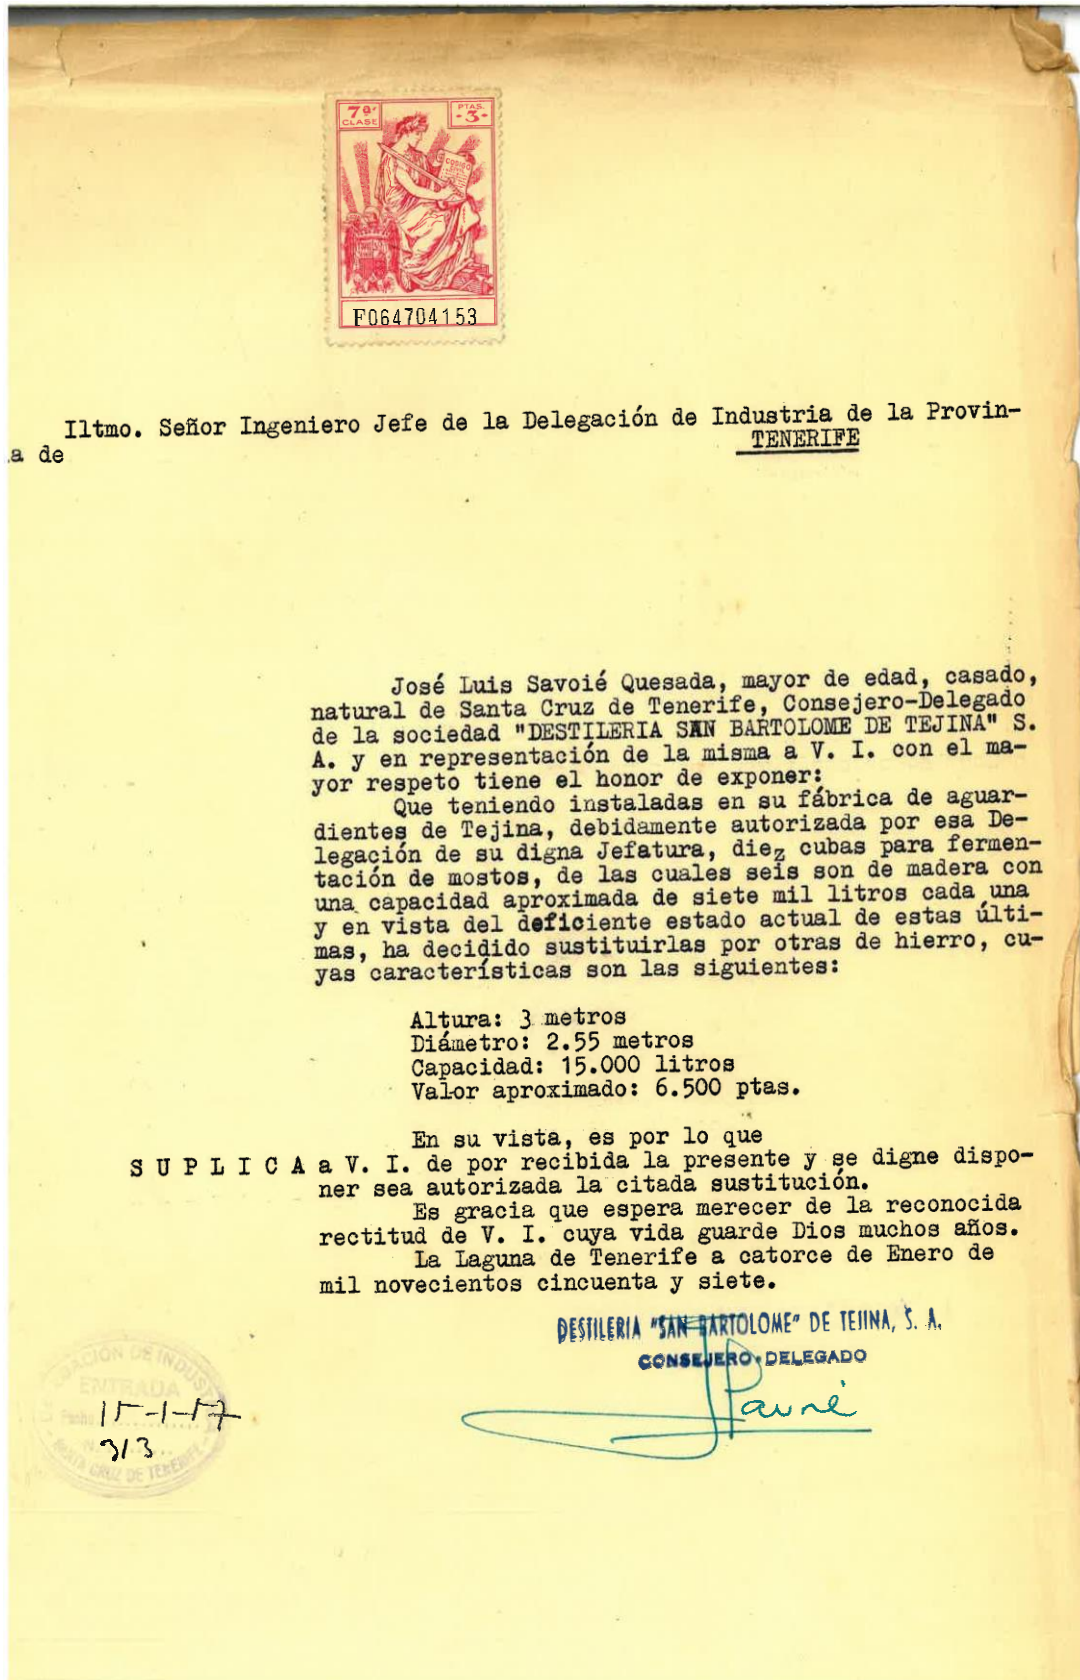 7ª CLASE
PTAS. -3-
CODIGO
F064704153
Iltmo. Señor Ingeniero Jefe de la Delegación de Industria de la Provin-
a de TENERIFE
José Luis Savoié Quesada, mayor de edad, casado,
natural de Santa Cruz de Tenerife, Consejero-Delegado
de la sociedad "DESTILERIA SAN BARTOLOME DE TEJINA" S.
A. y en representación de la misma a V. I. con el ma-
yor respeto tiene el honor de exponer:
Que teniendo instaladas en su fábrica de aguar-
dientes de Tejina, debidamente autorizada por esa De-
legación de su digna Jefatura, diez cubas para fermen-
tación de mostos, de las cuales seis son de madera con
una capacidad aproximada de siete mil litros cada una
y en vista del deficiente estado actual de estas últi-
mas, ha decidido sustituirlas por otras de hierro, cu-
yas características son las siguientes:
Altura: 3 metros
Diámetro: 2.55 metros
Capacidad: 15.000 litros
Valor aproximado: 6.500 ptas.
En su vista, es por lo que
S U P L I C A a V. I. de por recibida la presente y se digne dispo-
ner sea autorizada la citada sustitución.
Es gracia que espera merecer de la reconocida
rectitud de V. I. cuya vida guarde Dios muchos años.
La Laguna de Tenerife a catorce de Enero de
mil novecientos cincuenta y siete.
DESTILERIA "SAN BARTOLOME" DE TEJINA, S. A.
CONSEJERO-DELEGADO
DELEGACION DE INDUSTRIA
ENTRADA
Fecha 15-1-57
N. 313
SANTA CRUZ DE TENERIFE